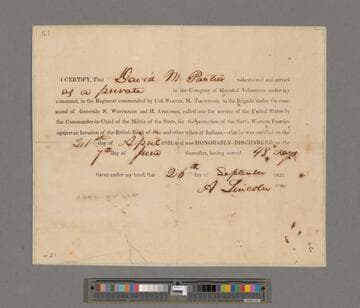 I CERTIFY, That David M. Pantier volunteered and served
as a private in the Company of Mounted Volunteers under my
command, in the Regiment commanded by Col. SAMUEL M. THOMPSON, in the Brigade under the com-
mand of Generals S. WHITESIDE and H. ATKINSON, called into the service of the United States by
the Commander-in-Chief of the Militia of the State, for the protection of the North Western Frontier
against an Invasion of the British Band of Sac and other tribes of Indians,—that he was enrolled on the
21st day of April 1832 and was HONORABLY DISCHARGED on the
7th day of June thereafter, having served 48 days
Given under my hand, this 26th day of September 1832
A. Lincoln